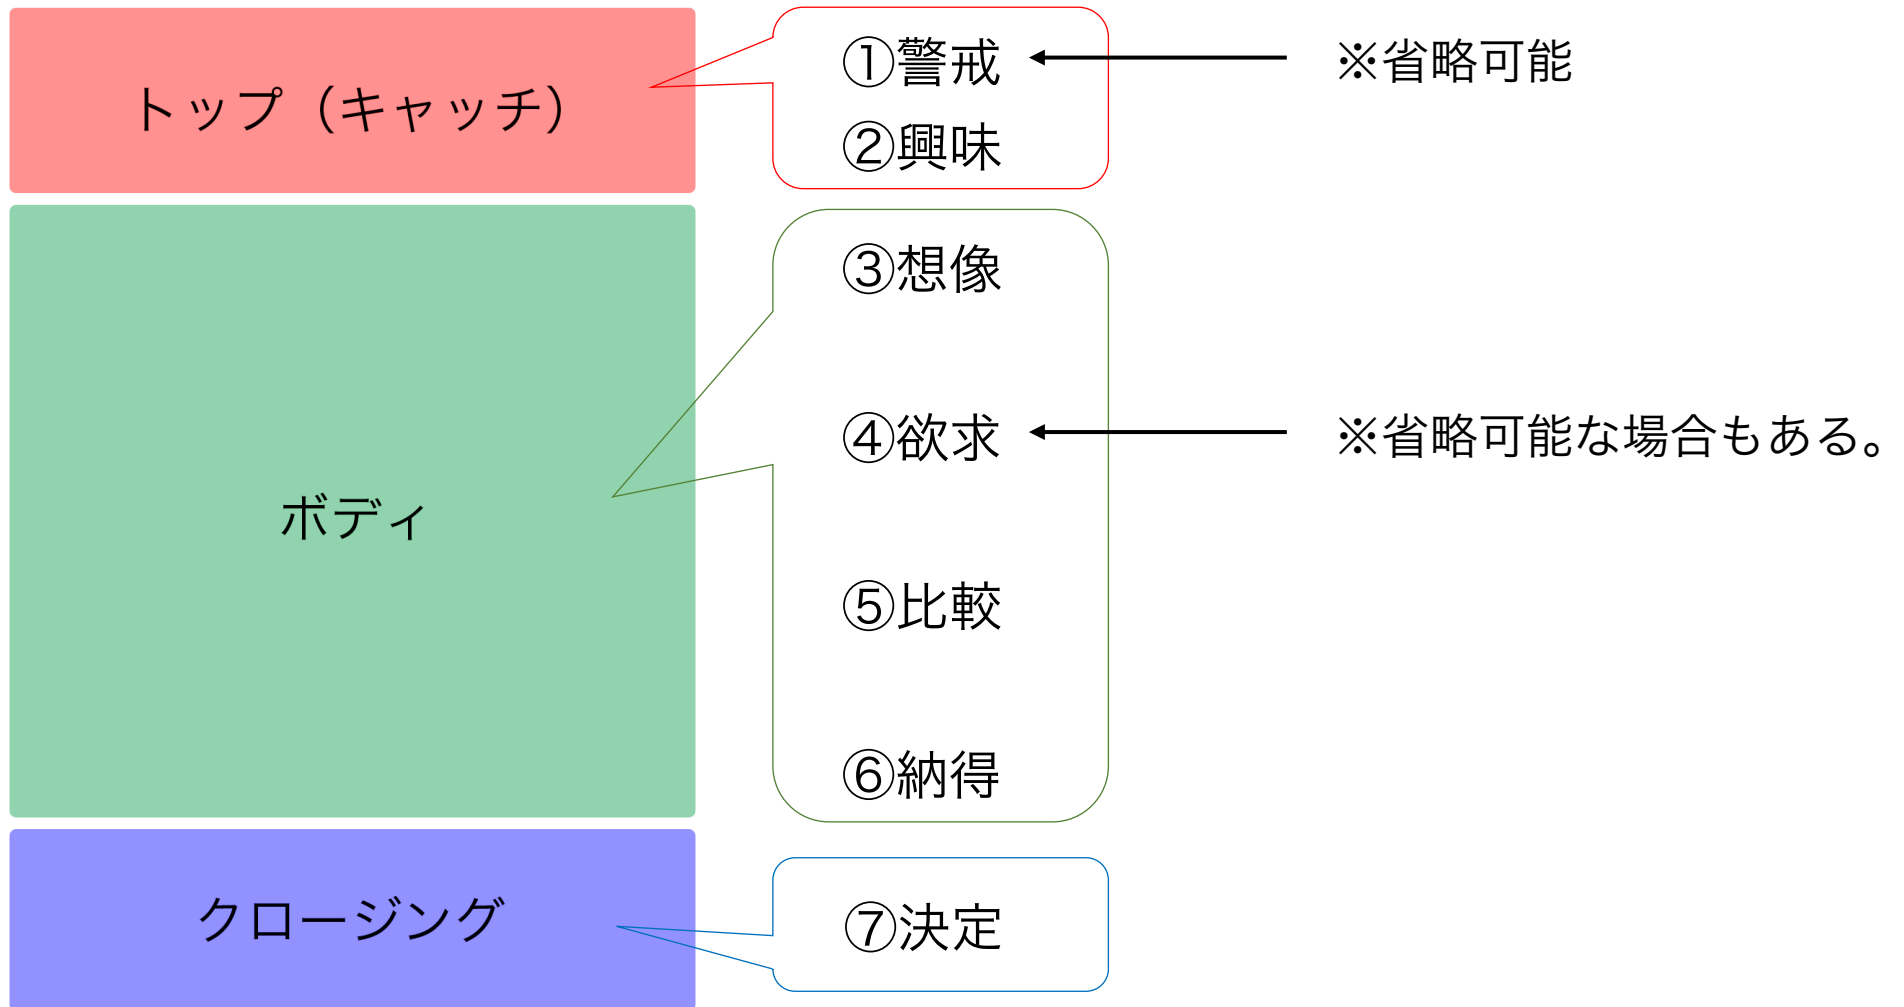 トップ（キャッチ）
①警戒
※省略可能
②興味
ボディ
③想像
④欲求
※省略可能な場合もある。
⑤比較
⑥納得
クロージング
⑦決定